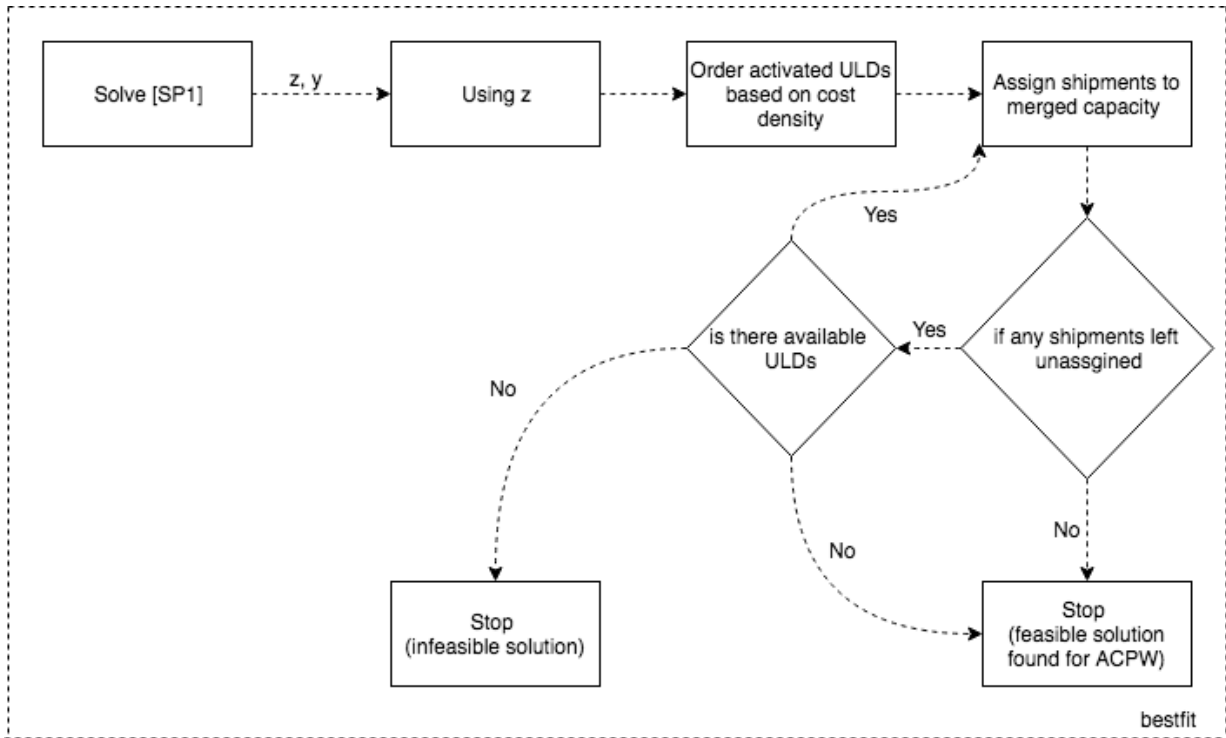 Solve [SP1]
z, y
Using z
Order activated ULDs
based on cost
density
Assign shipments to
merged capacity
Yes
is there available
ULDs
Yes
if any shipments left
unassgined
No
No
No
Stop
(infeasible solution)
Stop
(feasible solution
found for ACPW)
bestfit